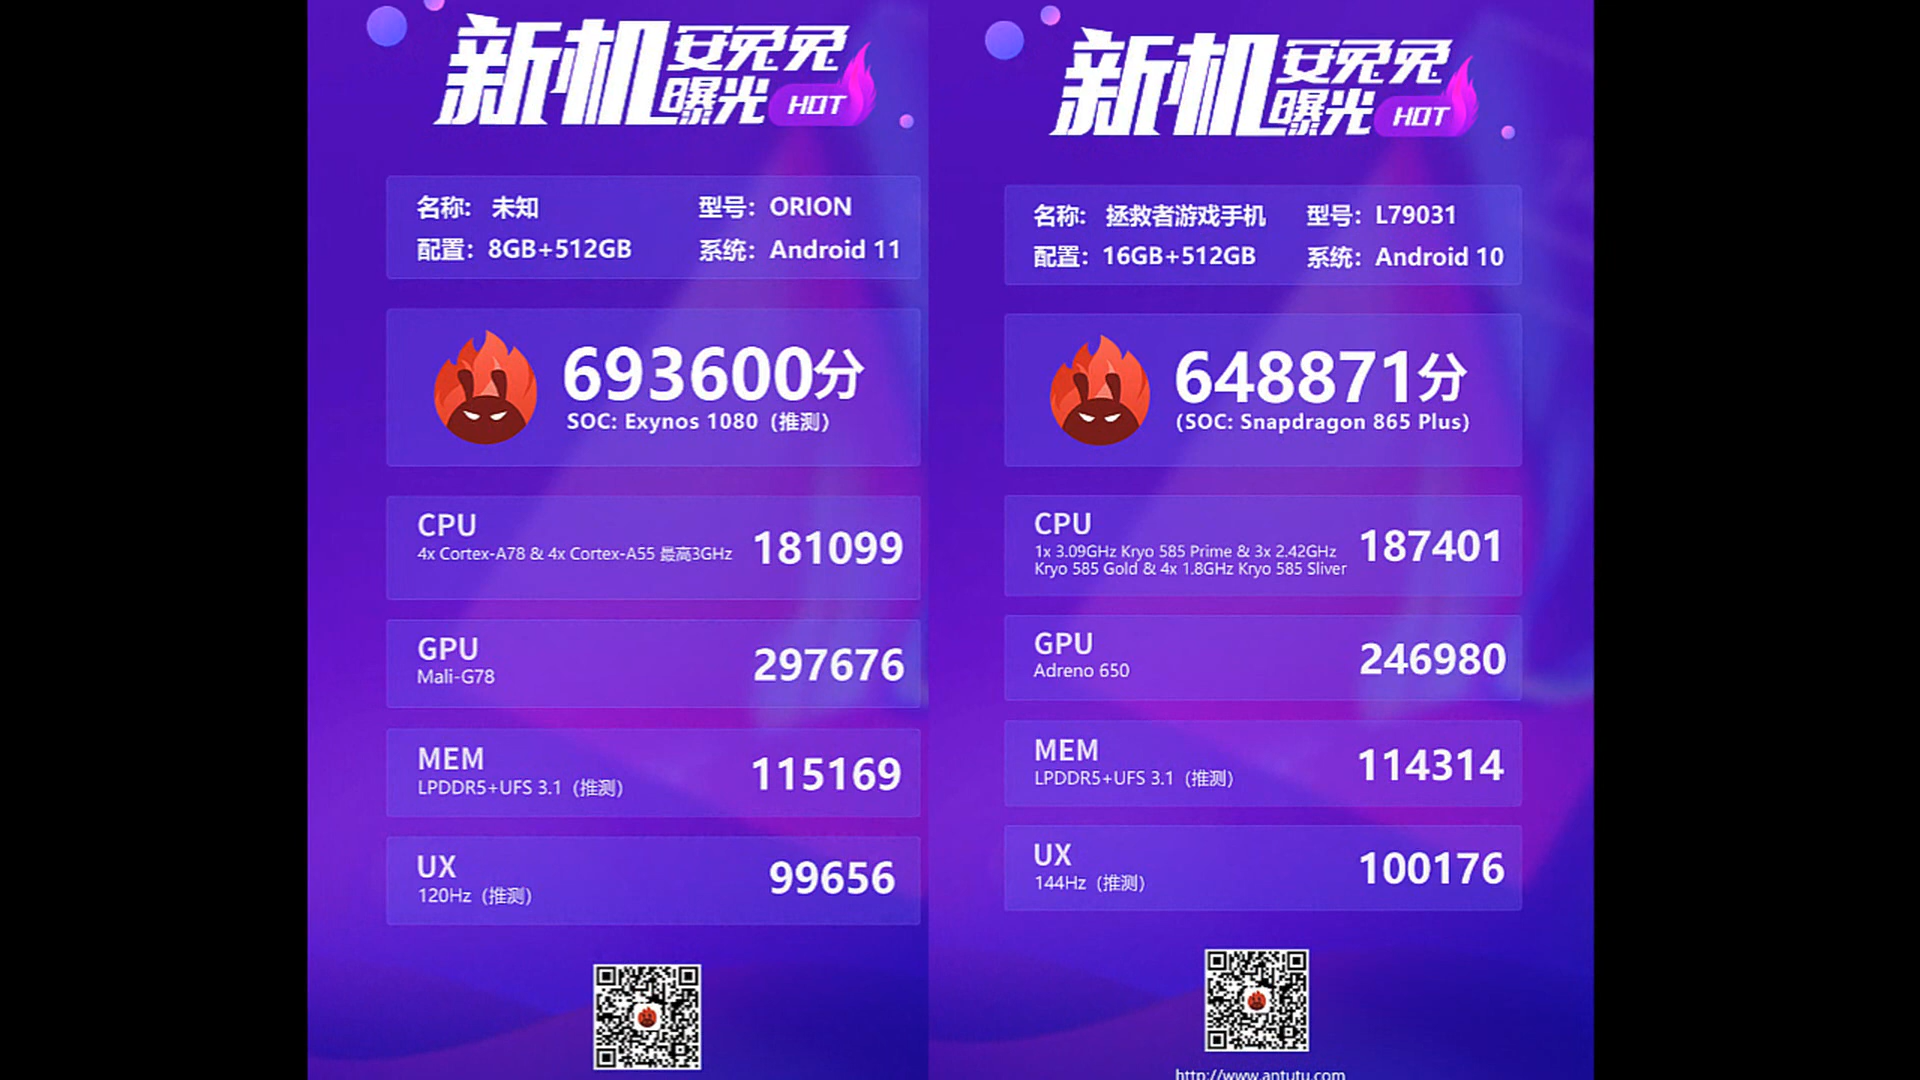 新机 安兔兔
曝光 HOT
名称: 未知 型号: ORION
配置: 8GB+512GB 系统: Android 11
693600分
SOC: Exynos 1080 (推测)
CPU
4x Cortex-A78 & 4x Cortex-A55 最高3GHz
181099
GPU
Mali-G78
297676
MEM
LPDDR5+UFS 3.1 (推测)
115169
UX
120Hz (推测)
99656
新机 安兔兔
曝光 HOT
名称: 拯救者游戏手机 型号: L79031
配置: 16GB+512GB 系统: Android 10
648871分
(SOC: Snapdragon 865 Plus)
CPU
1x 3.09GHz Kryo 585 Prime & 3x 2.42GHz
Kryo 585 Gold & 4x 1.8GHz Kryo 585 Sliver
187401
GPU
Adreno 650
246980
MEM
LPDDR5+UFS 3.1 (推测)
114314
UX
144Hz (推测)
100176
http://www.antutu.com